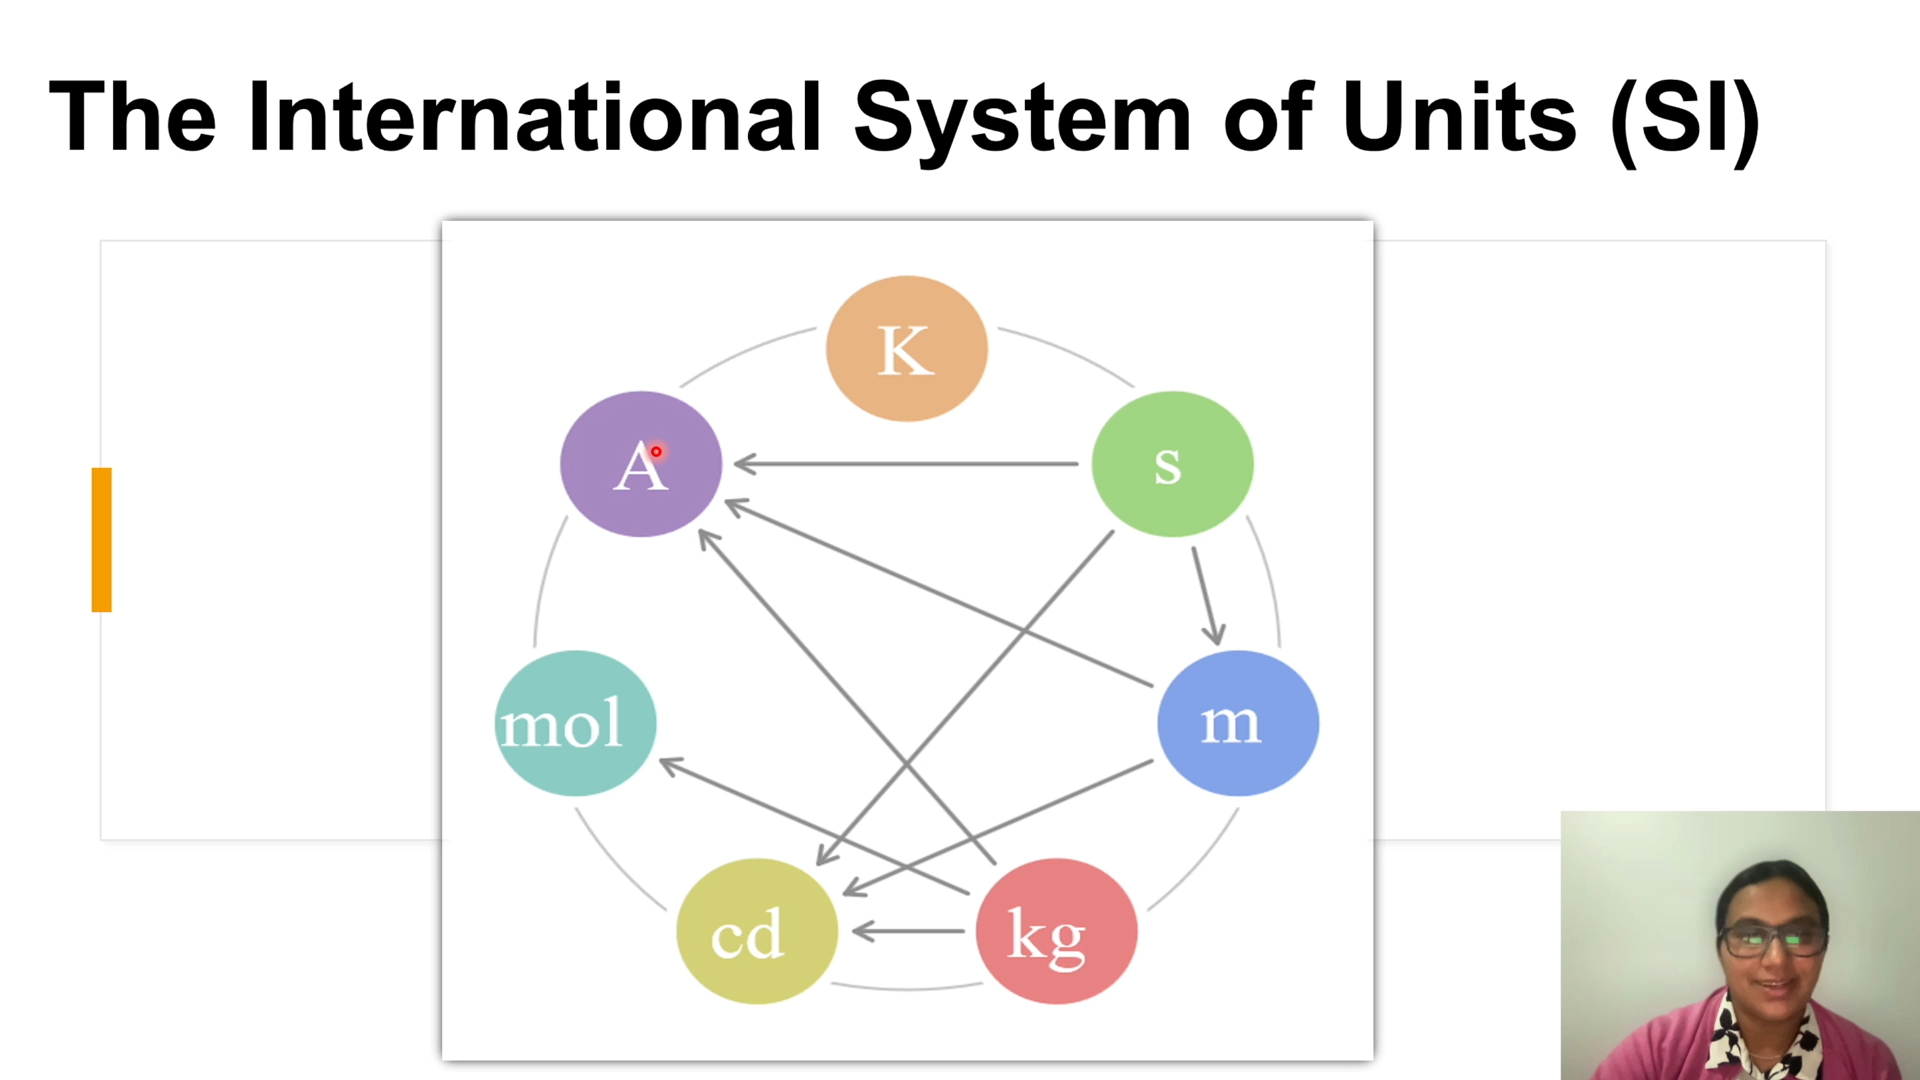 The International System of Units (SI)
K
A
s
mol
m
cd
kg